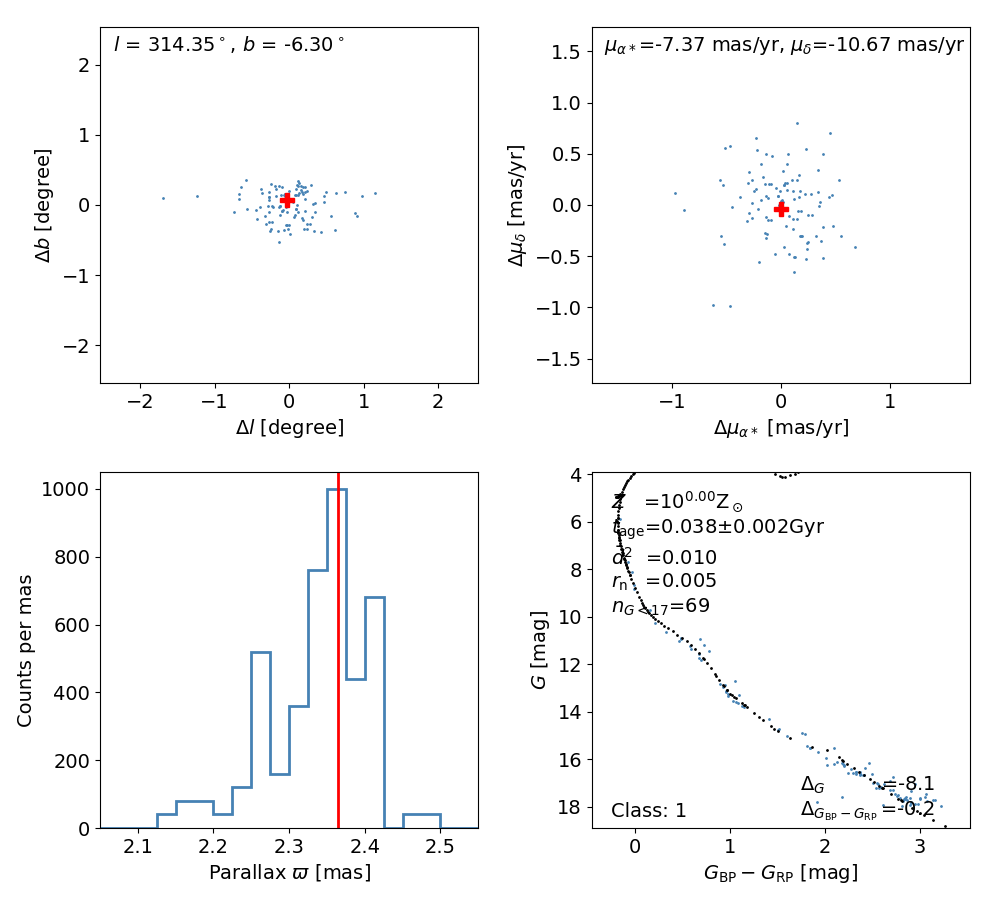 l = 314.35°, b = -6.30°
2
1
0
−1
−2
Δb [degree]
−2 −1 0 1 2
Δl [degree]
μα*=-7.37 mas/yr, μδ=-10.67 mas/yr
1.5
1.0
0.5
0.0
−0.5
−1.0
−1.5
Δμδ [mas/yr]
−1 0 1
Δμα* [mas/yr]
1000
800
600
400
200
0
Counts per mas
2.1 2.2 2.3 2.4 2.5
Parallax ϖ [mas]
4
6
8
10
12
14
16
18
G [mag]
Z =10^0.00 Z⊙
tage=0.038±0.002Gyr
d² =0.010
rn =0.005
nG<17=69
ΔG =-8.1
ΔGBP−GRP =-0.2
Class: 1
0 1 2 3
GBP − GRP [mag]